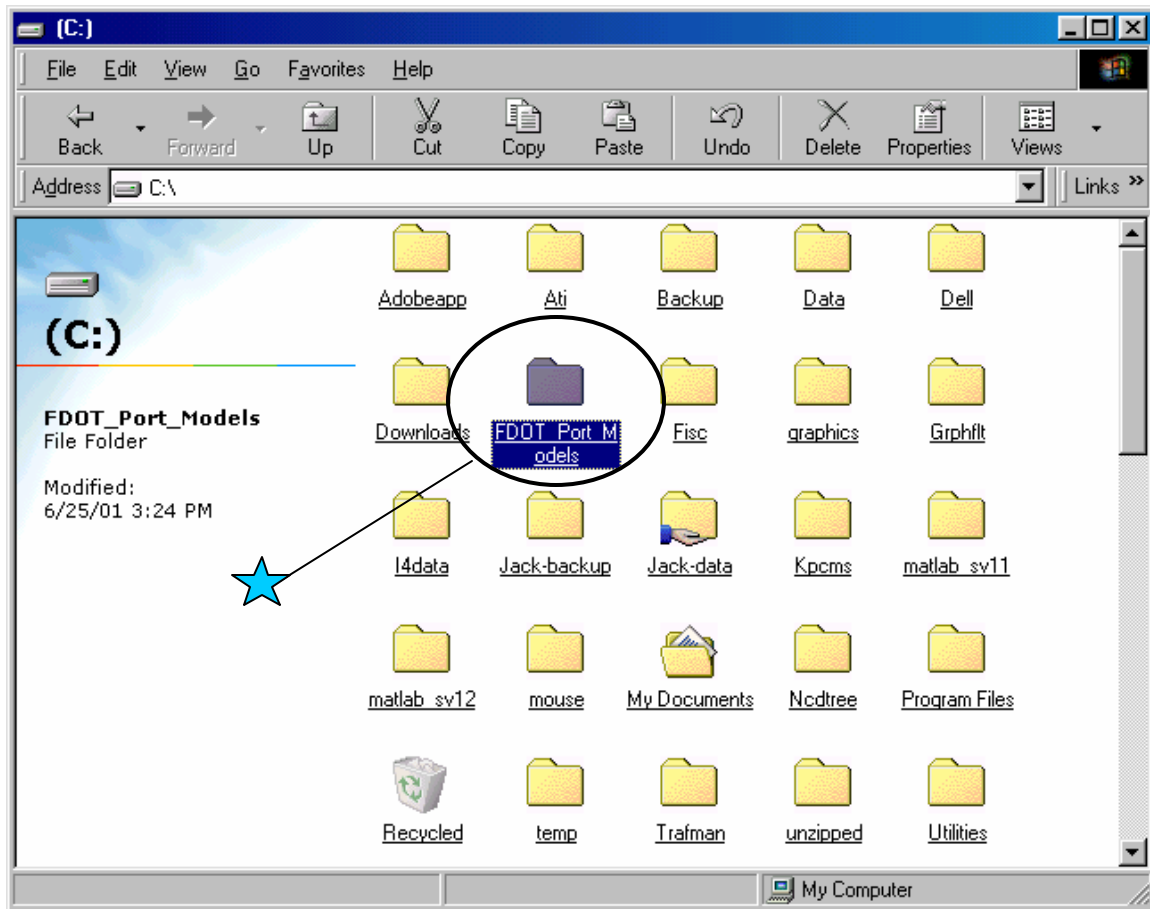 (C:)
File Edit View Go Favorites Help
Back Forward Up Cut Copy Paste Undo Delete Properties Views
Address C:\ Links »
(C:)
FDOT_Port_Models
File Folder
Modified:
6/25/01 3:24 PM
Adobeapp Ati Backup Data Dell
Downloads FDOT_Port_M
odels Fisc graphics Grphflt
I4data Jack-backup Jack-data Kpcms matlab_sv11
matlab_sv12 mouse My Documents Ncdtree Program Files
Recycled temp Trafman unzipped Utilities
My Computer